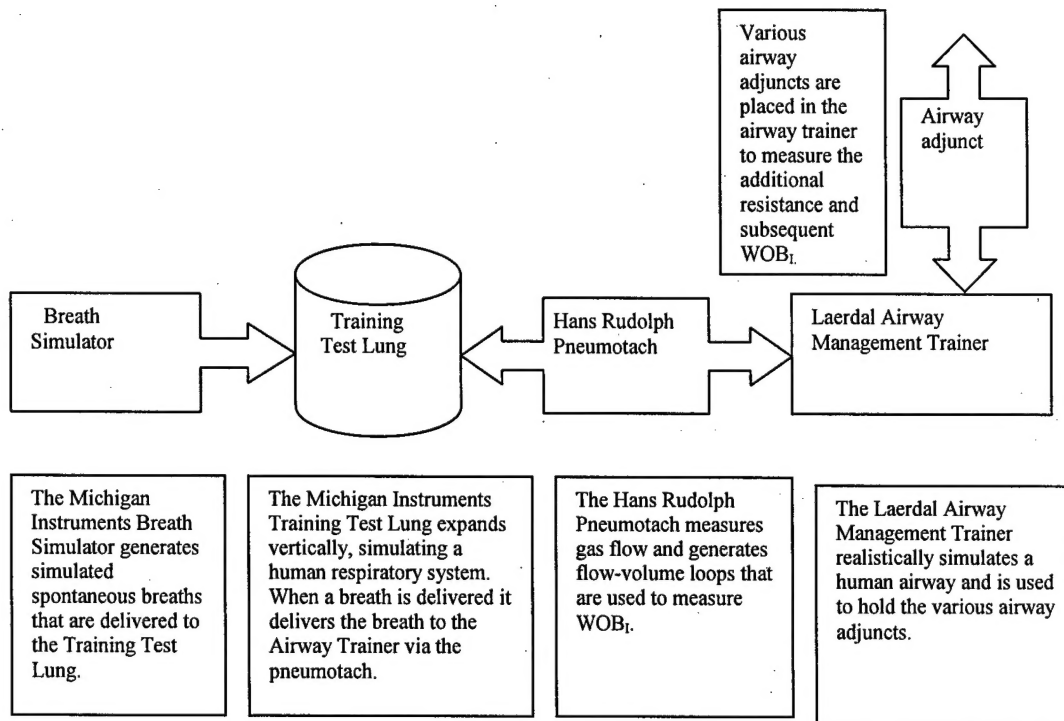 Various
airway
adjuncts are
placed in the
airway trainer
to measure the
additional
resistance and
subsequent
WOBI.
Airway
adjunct
Breath
Simulator
Training
Test Lung
Hans Rudolph
Pneumotach
Laerdal Airway
Management Trainer
The Michigan
Instruments Breath
Simulator generates
simulated
spontaneous breaths
that are delivered to
the Training Test
Lung.
The Michigan Instruments
Training Test Lung expands
vertically, simulating a
human respiratory system.
When a breath is delivered it
delivers the breath to the
Airway Trainer via the
pneumotach.
The Hans Rudolph
Pneumotach measures
gas flow and generates
flow-volume loops that
are used to measure
WOBI.
The Laerdal Airway
Management Trainer
realistically simulates a
human airway and is used
to hold the various airway
adjuncts.